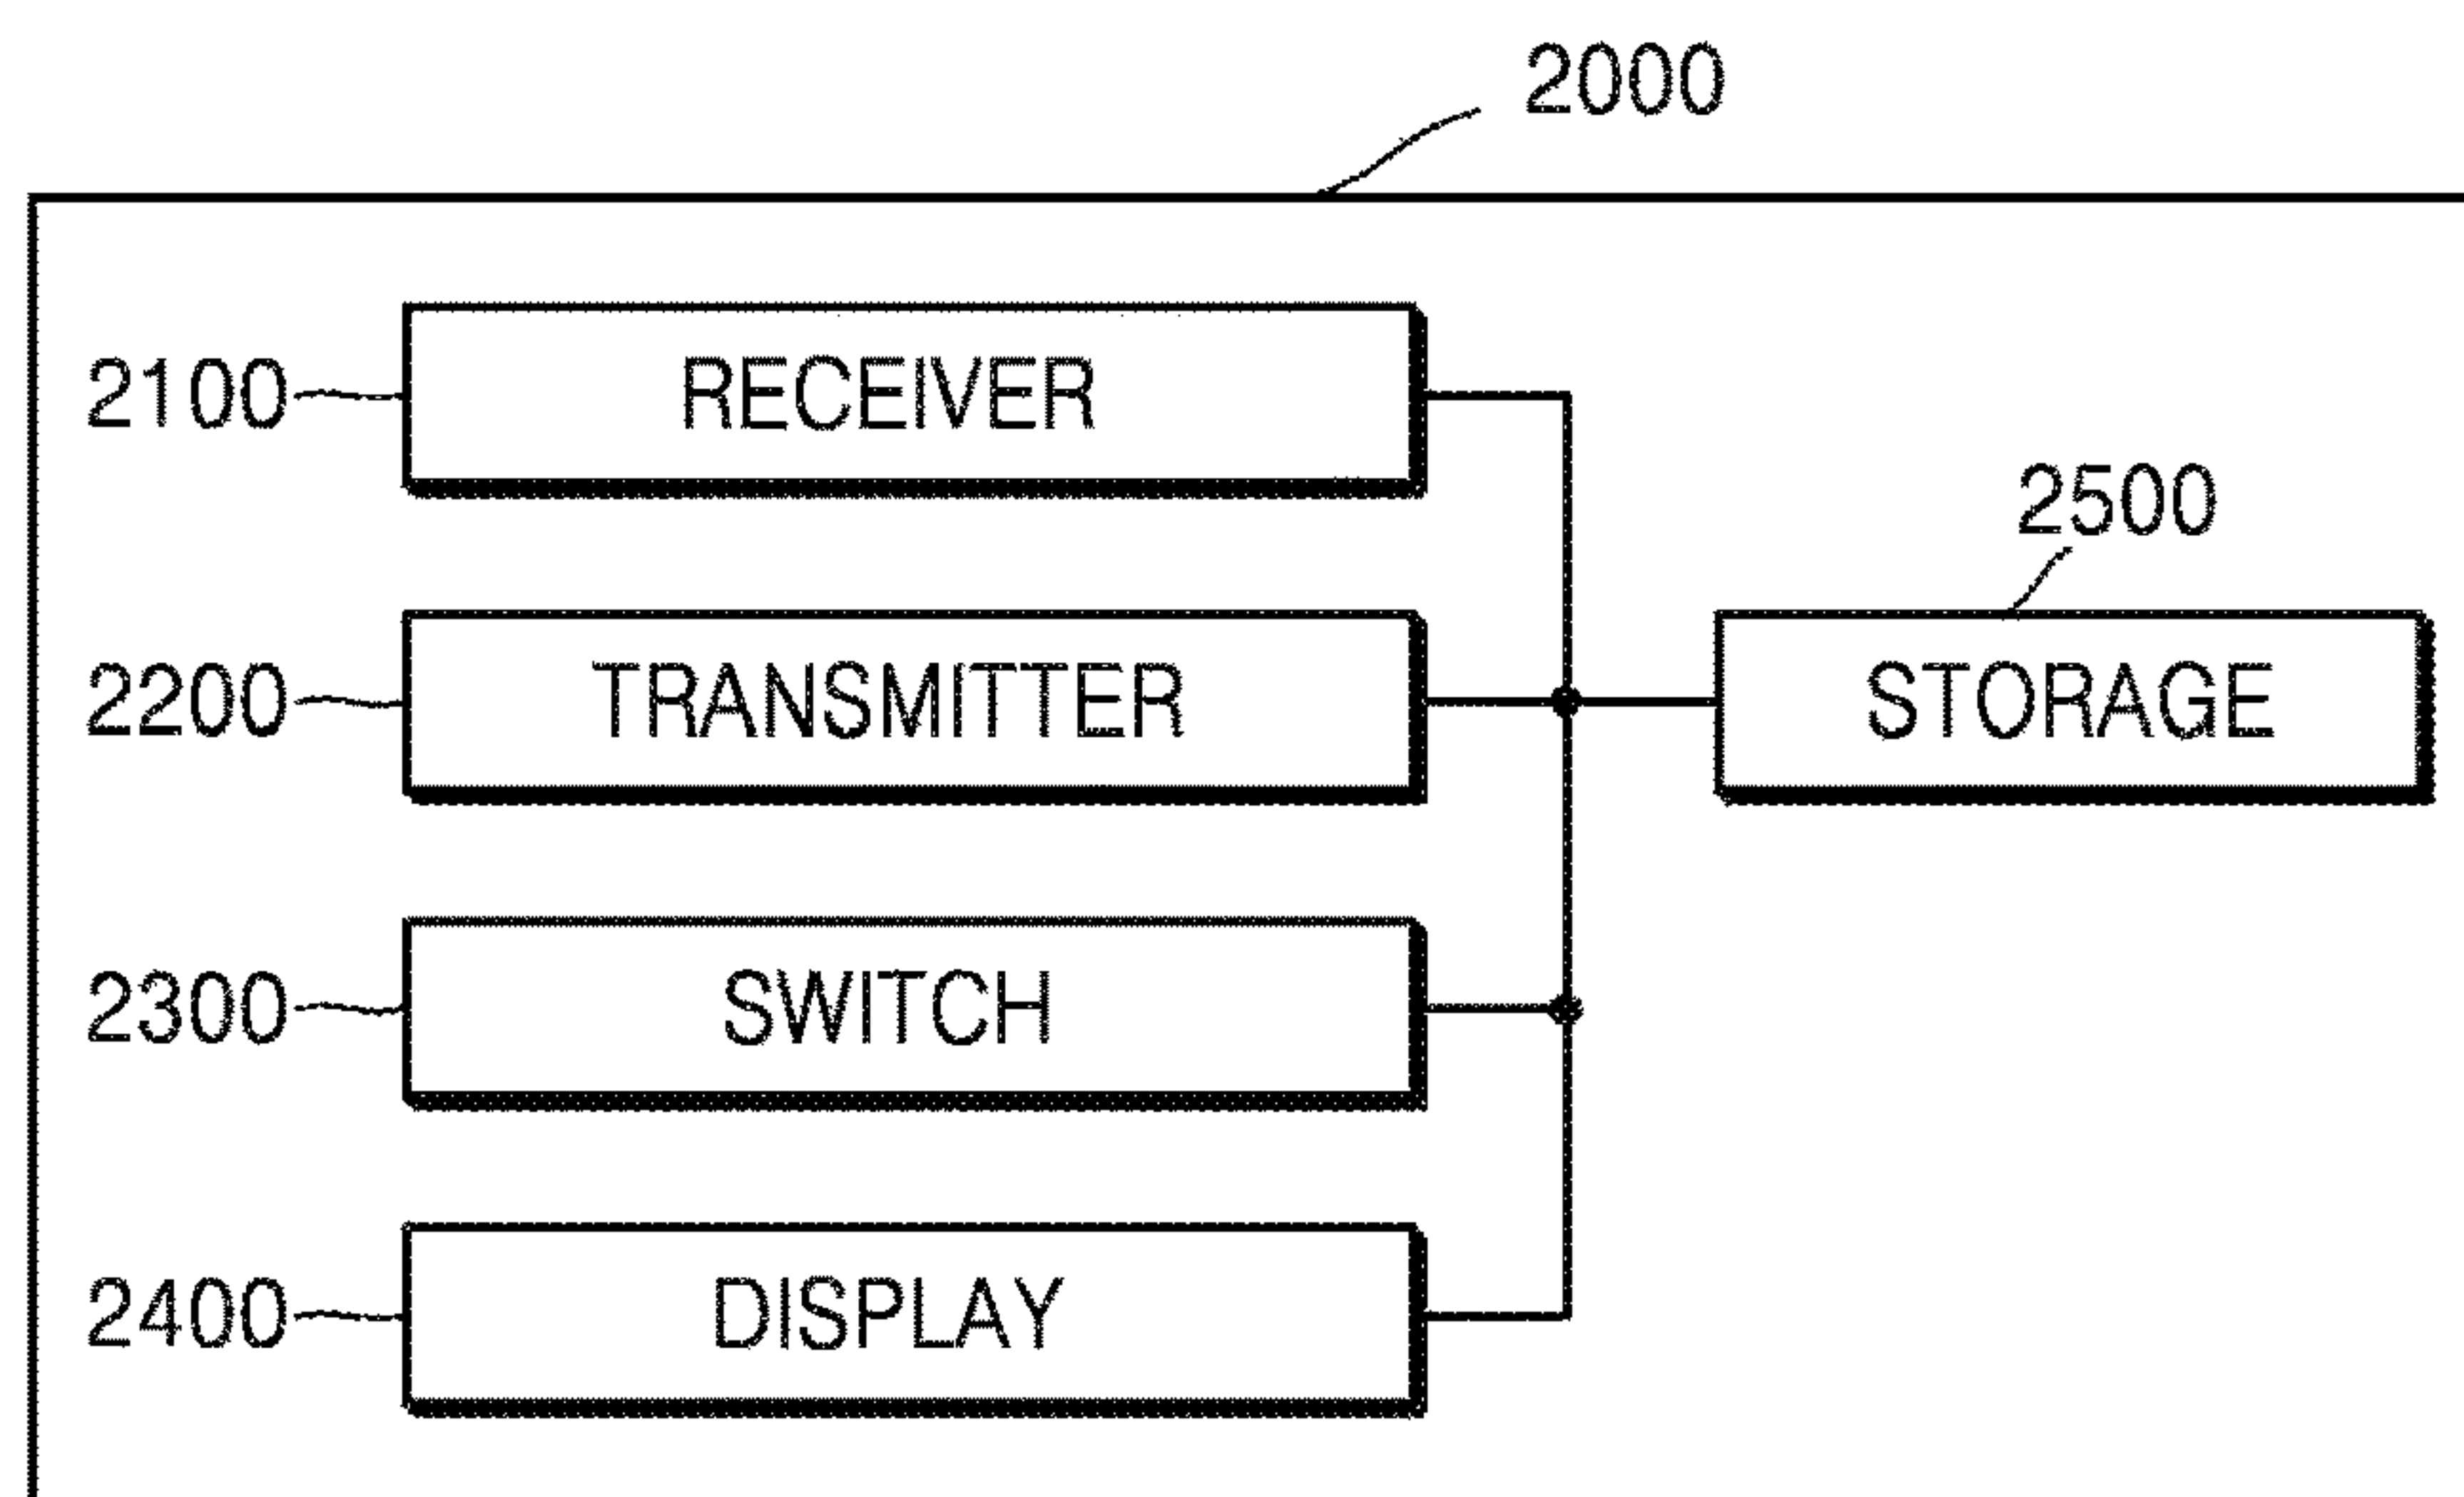 2000
2100 RECEIVER
2500
2200 TRANSMITTER STORAGE
2300 SWITCH
2400 DISPLAY